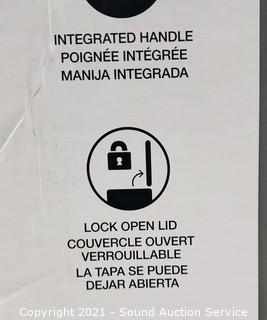 INTEGRATED HANDLE
POIGNÉE INTÉGRÉE
MANIJA INTEGRADA
LOCK OPEN LID
COUVERCLE OUVERT
VERROUILLABLE
LA TAPA SE PUEDE
DEJAR ABIERTA
Copyright 2021 - Sound Auction Service